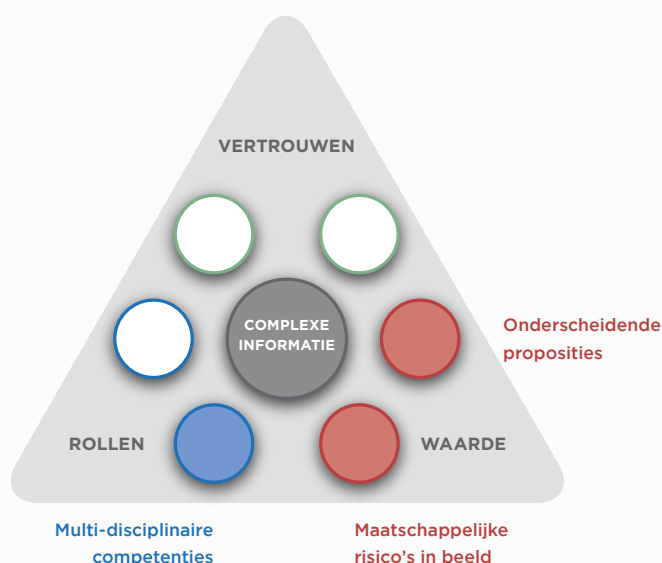 VERTROUWEN
COMPLEXE
INFORMATIE
Onderscheidende
proposities
ROLLEN
WAARDE
Multi-disciplinaire
competenties
Maatschappelijke
risico's in beeld